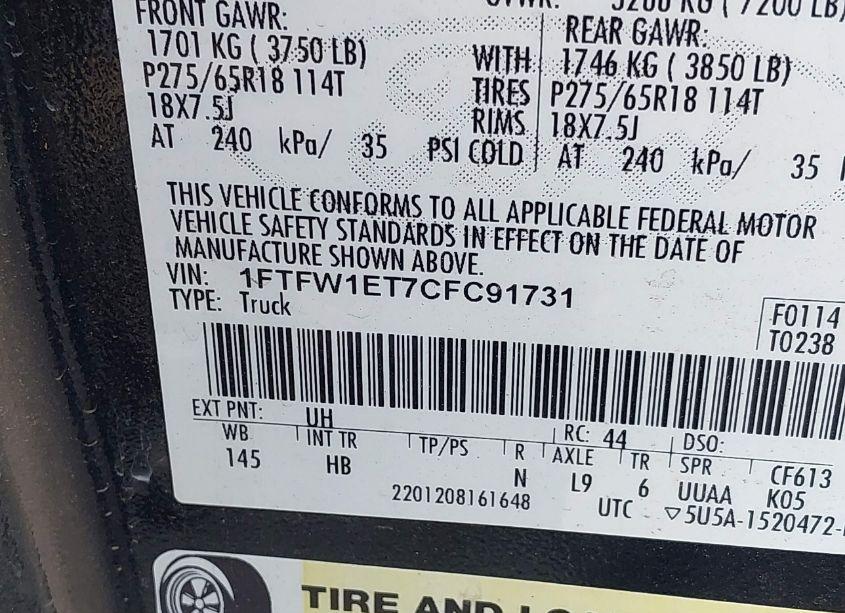 FRONT GAWR:
1701 KG ( 3750 LB)
P275/65R18 114T
18X7.5J
AT 240 kPa/ 35 PSI COLD
WITH
TIRES
RIMS
7200 LB)
REAR GAWR:
1746 KG ( 3850 LB)
P275/65R18 114T
18X7.5J
AT 240 kPa/ 35
THIS VEHICLE CONFORMS TO ALL APPLICABLE FEDERAL MOTOR
VEHICLE SAFETY STANDARDS IN EFFECT ON THE DATE OF
MANUFACTURE SHOWN ABOVE.
VIN: 1FTFW1ET7CFC91731
TYPE: Truck
F0114
T0238
EXT PNT: UH RC: 44 DSO:
WB INT TR TP/PS R AXLE TR SPR CF613
145 HB N L9 6 UUAA K05
2201208161648 UTC ▽5U5A-1520472-
TIRE AND